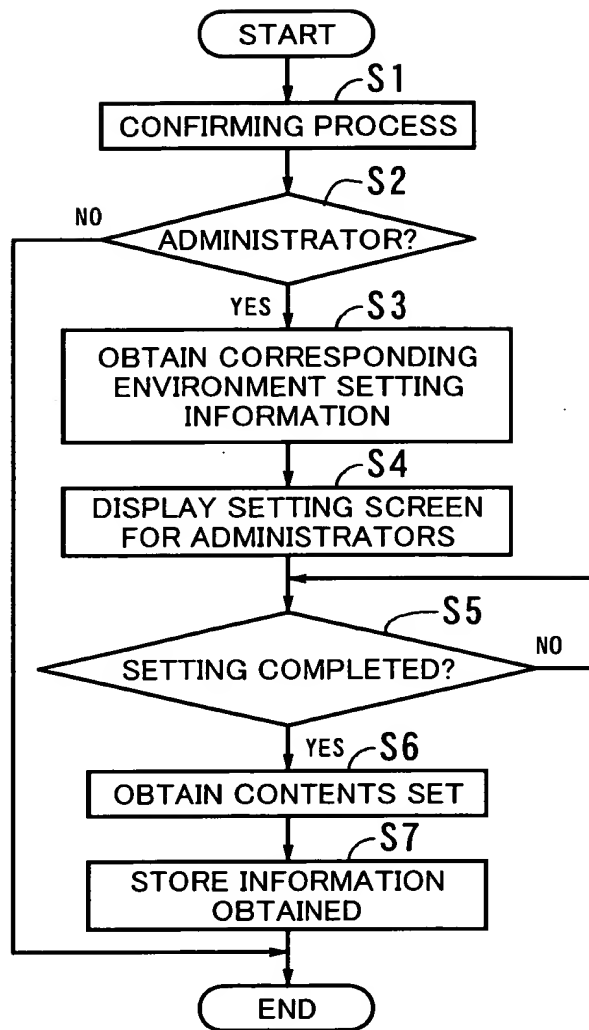 START
S1
CONFIRMING PROCESS
S2
NO
ADMINISTRATOR?
YES
S3
OBTAIN CORRESPONDING
ENVIRONMENT SETTING
INFORMATION
S4
DISPLAY SETTING SCREEN
FOR ADMINISTRATORS
S5
NO
SETTING COMPLETED?
YES
S6
OBTAIN CONTENTS SET
S7
STORE INFORMATION
OBTAINED
END